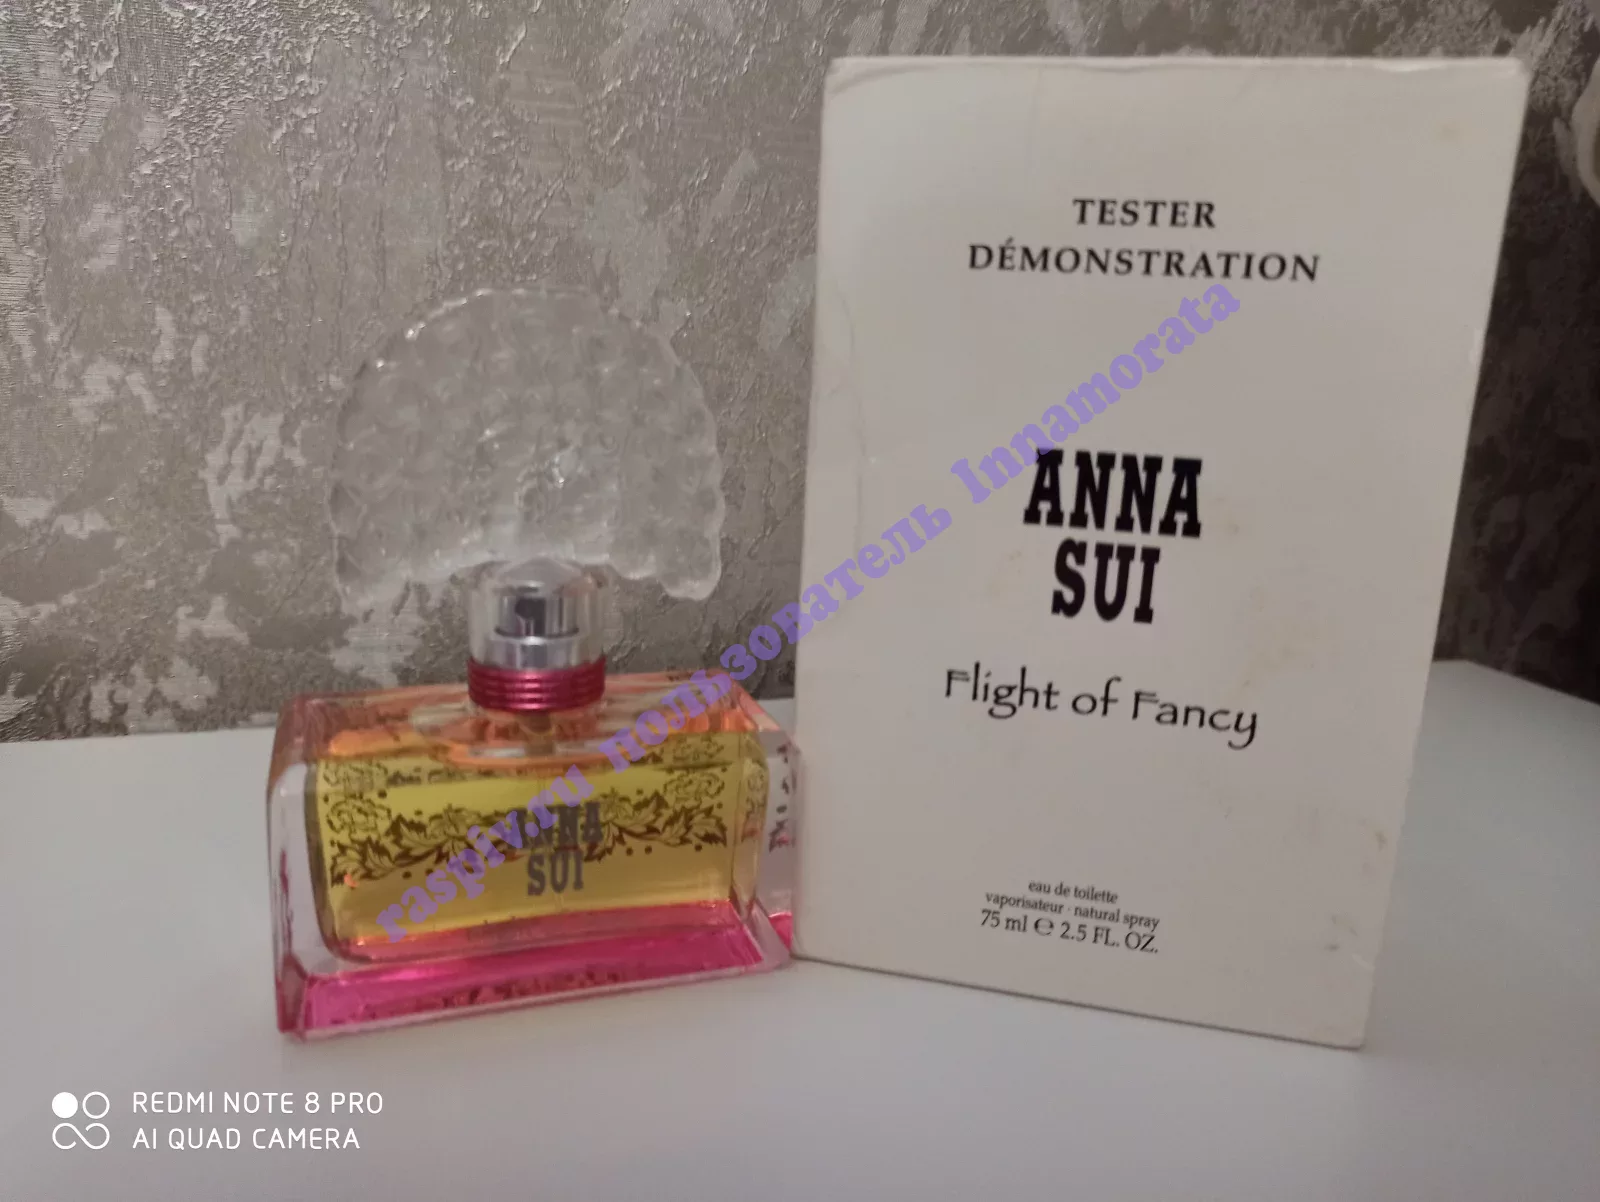 TESTER
DÉMONSTRATION
ANNA
SUI
Flight of Fancy
eau de toilette
vaporisateur · natural spray
75 ml ℮ 2.5 FL. OZ.
ANNA
SUI
raspiv.ru пользователь Innamorata
REDMI NOTE 8 PRO
AI QUAD CAMERA